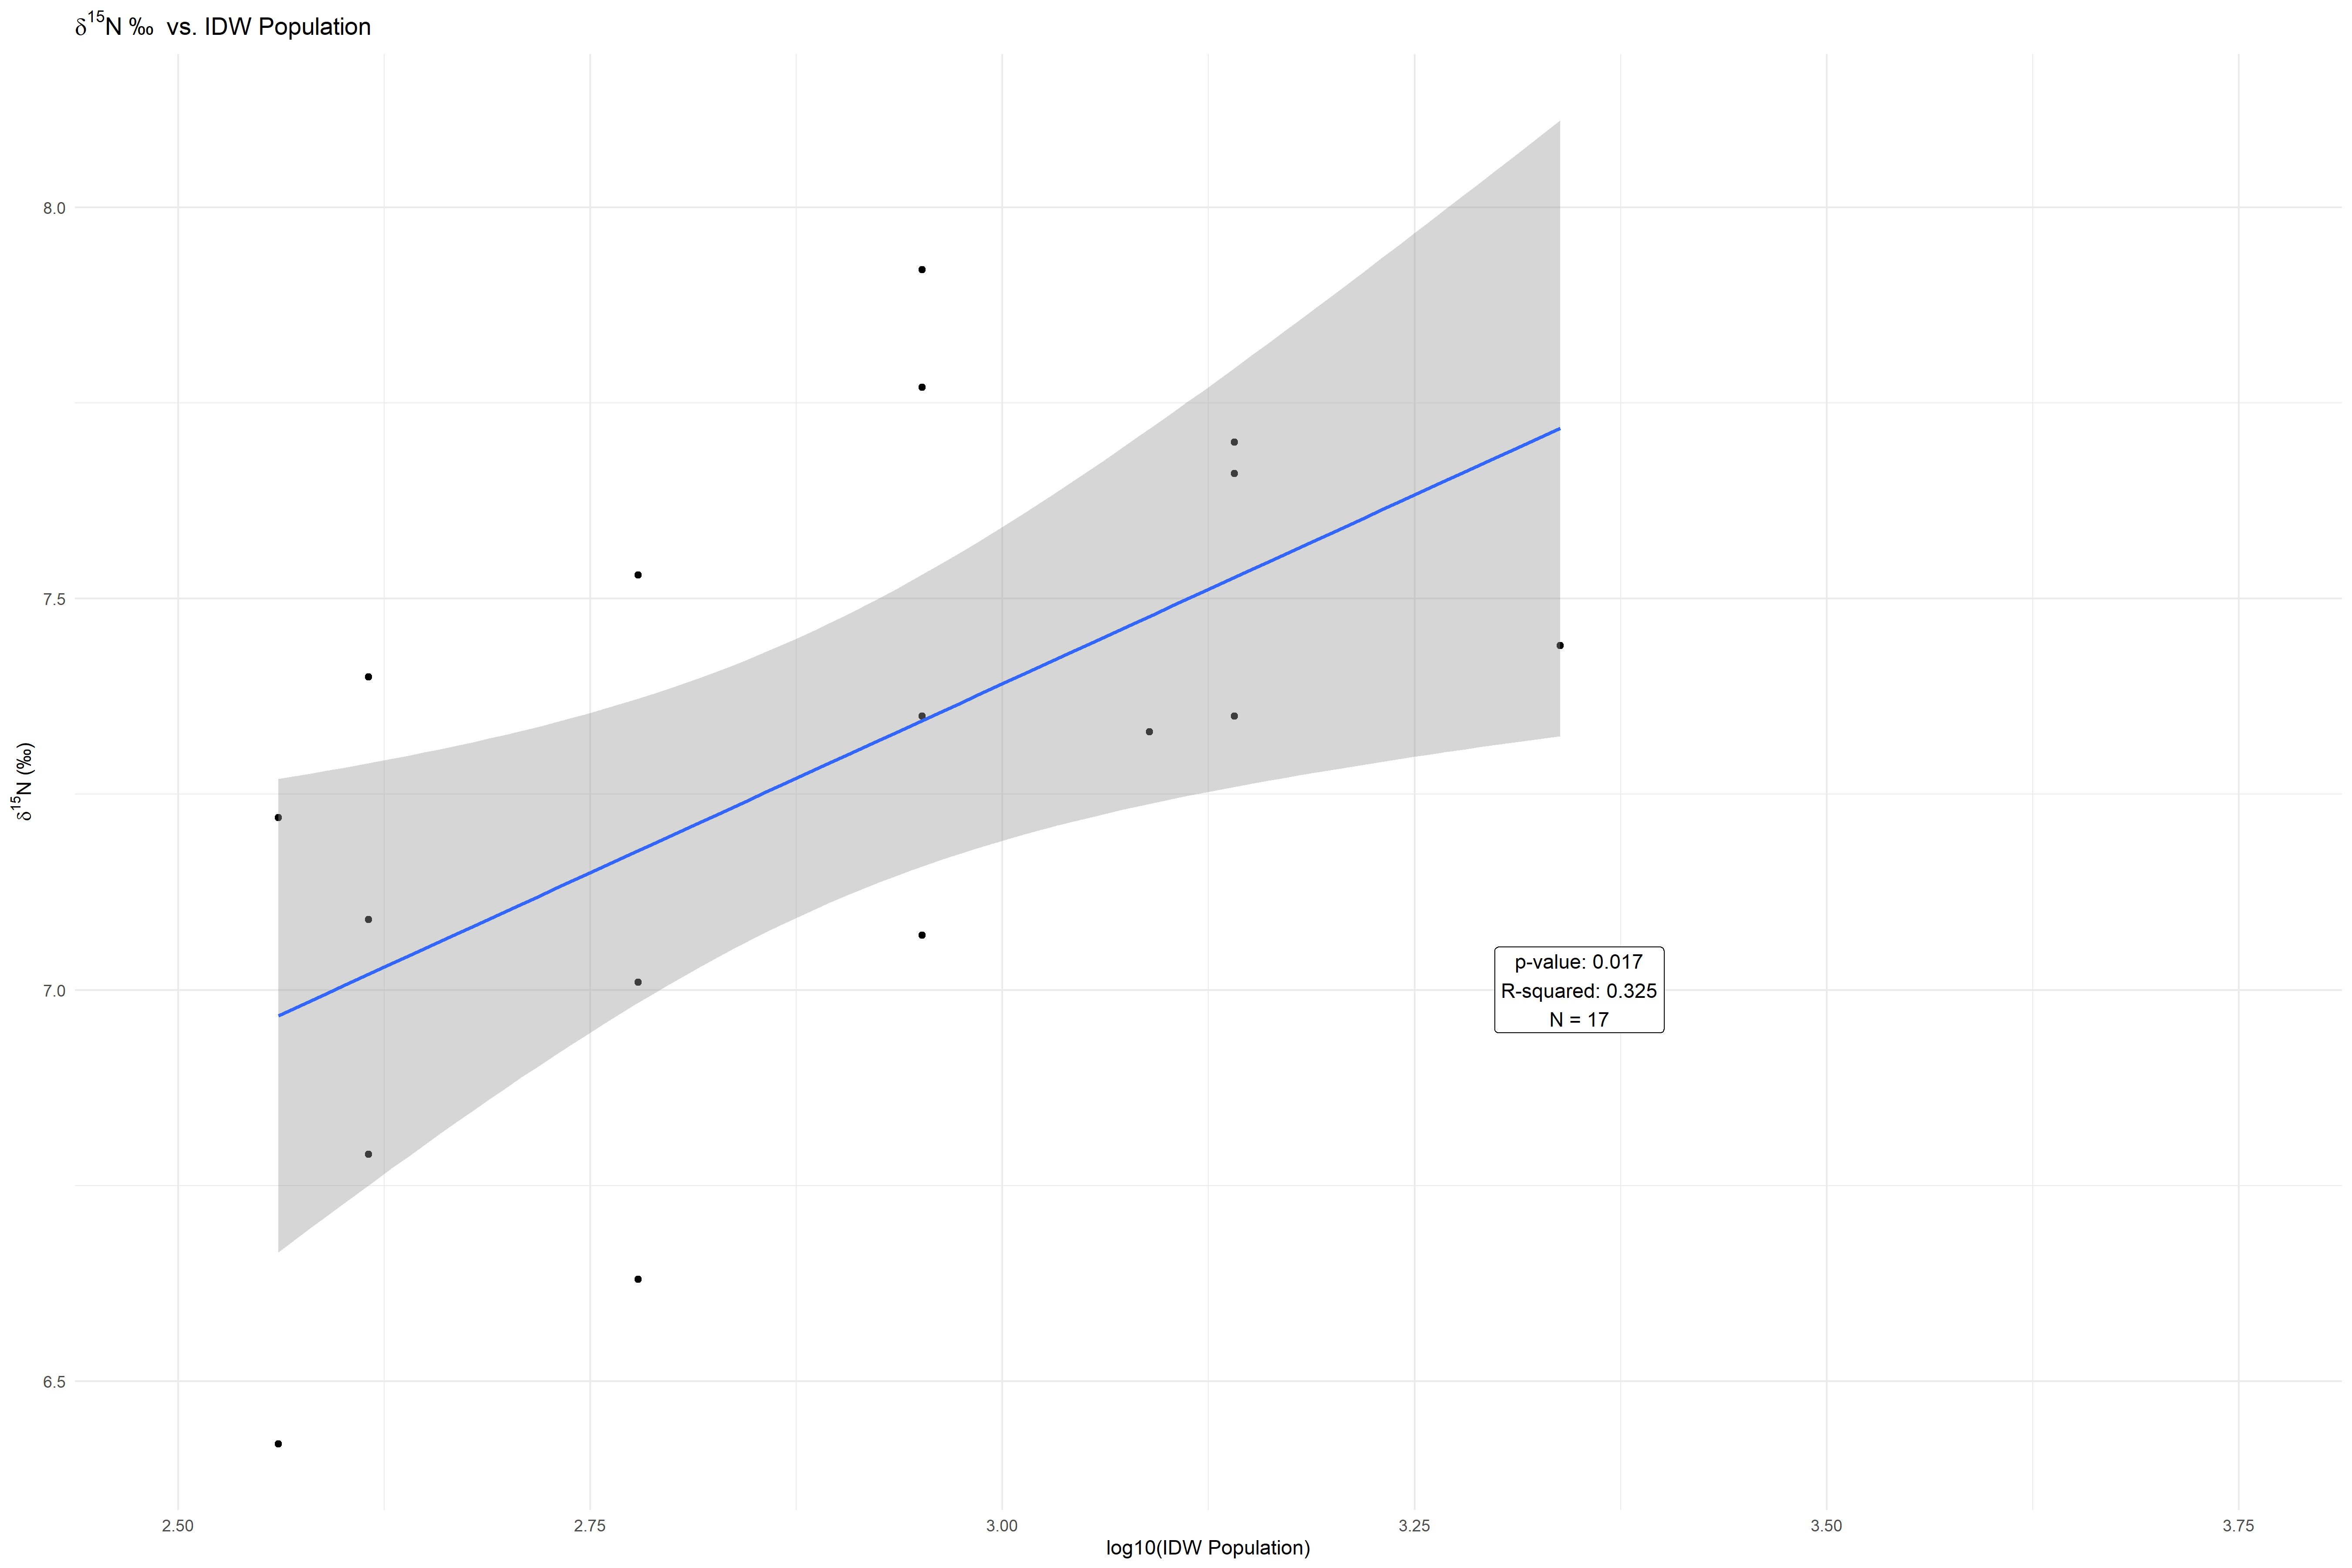 δ¹⁵N ‰ vs. IDW Population
8.0
7.5
7.0
6.5
δ¹⁵N (‰)
p-value: 0.017
R-squared: 0.325
N = 17
2.50 2.75 3.00 3.25 3.50 3.75
log10(IDW Population)